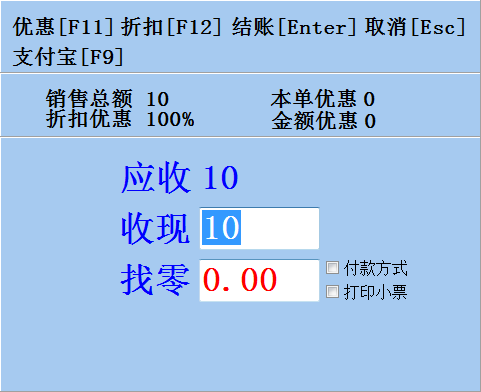 优惠[F11] 折扣[F12] 结账[Enter] 取消[Esc]
支付宝[F9]
销售总额 10 本单优惠 0
折扣优惠 100% 金额优惠 0
应收 10
收现 10
找零 0.00
付款方式
打印小票